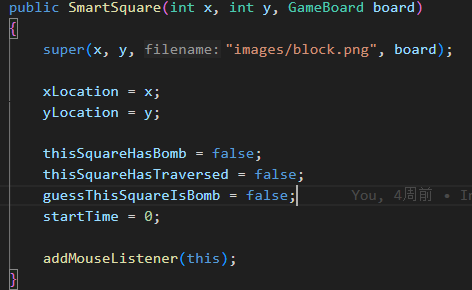 public SmartSquare(int x, int y, GameBoard board)
{
super(x, y, filename: "images/block.png", board);
xLocation = x;
yLocation = y;
thisSquareHasBomb = false;
thisSquareHasTraversed = false;
guessThisSquareIsBomb = false; You, 4周前 • In
startTime = 0;
addMouseListener(this);
}